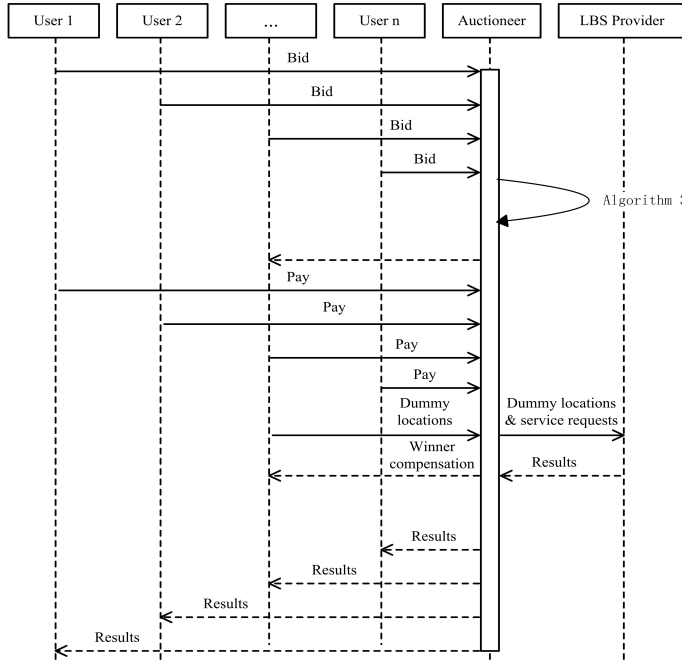 User 1
User 2
...
User n
Auctioneer
LBS Provider
Bid
Bid
Bid
Bid
Algorithm
Pay
Pay
Pay
Pay
Dummy
locations
Dummy locations
& service requests
Winner
compensation
Results
Results
Results
Results
Results